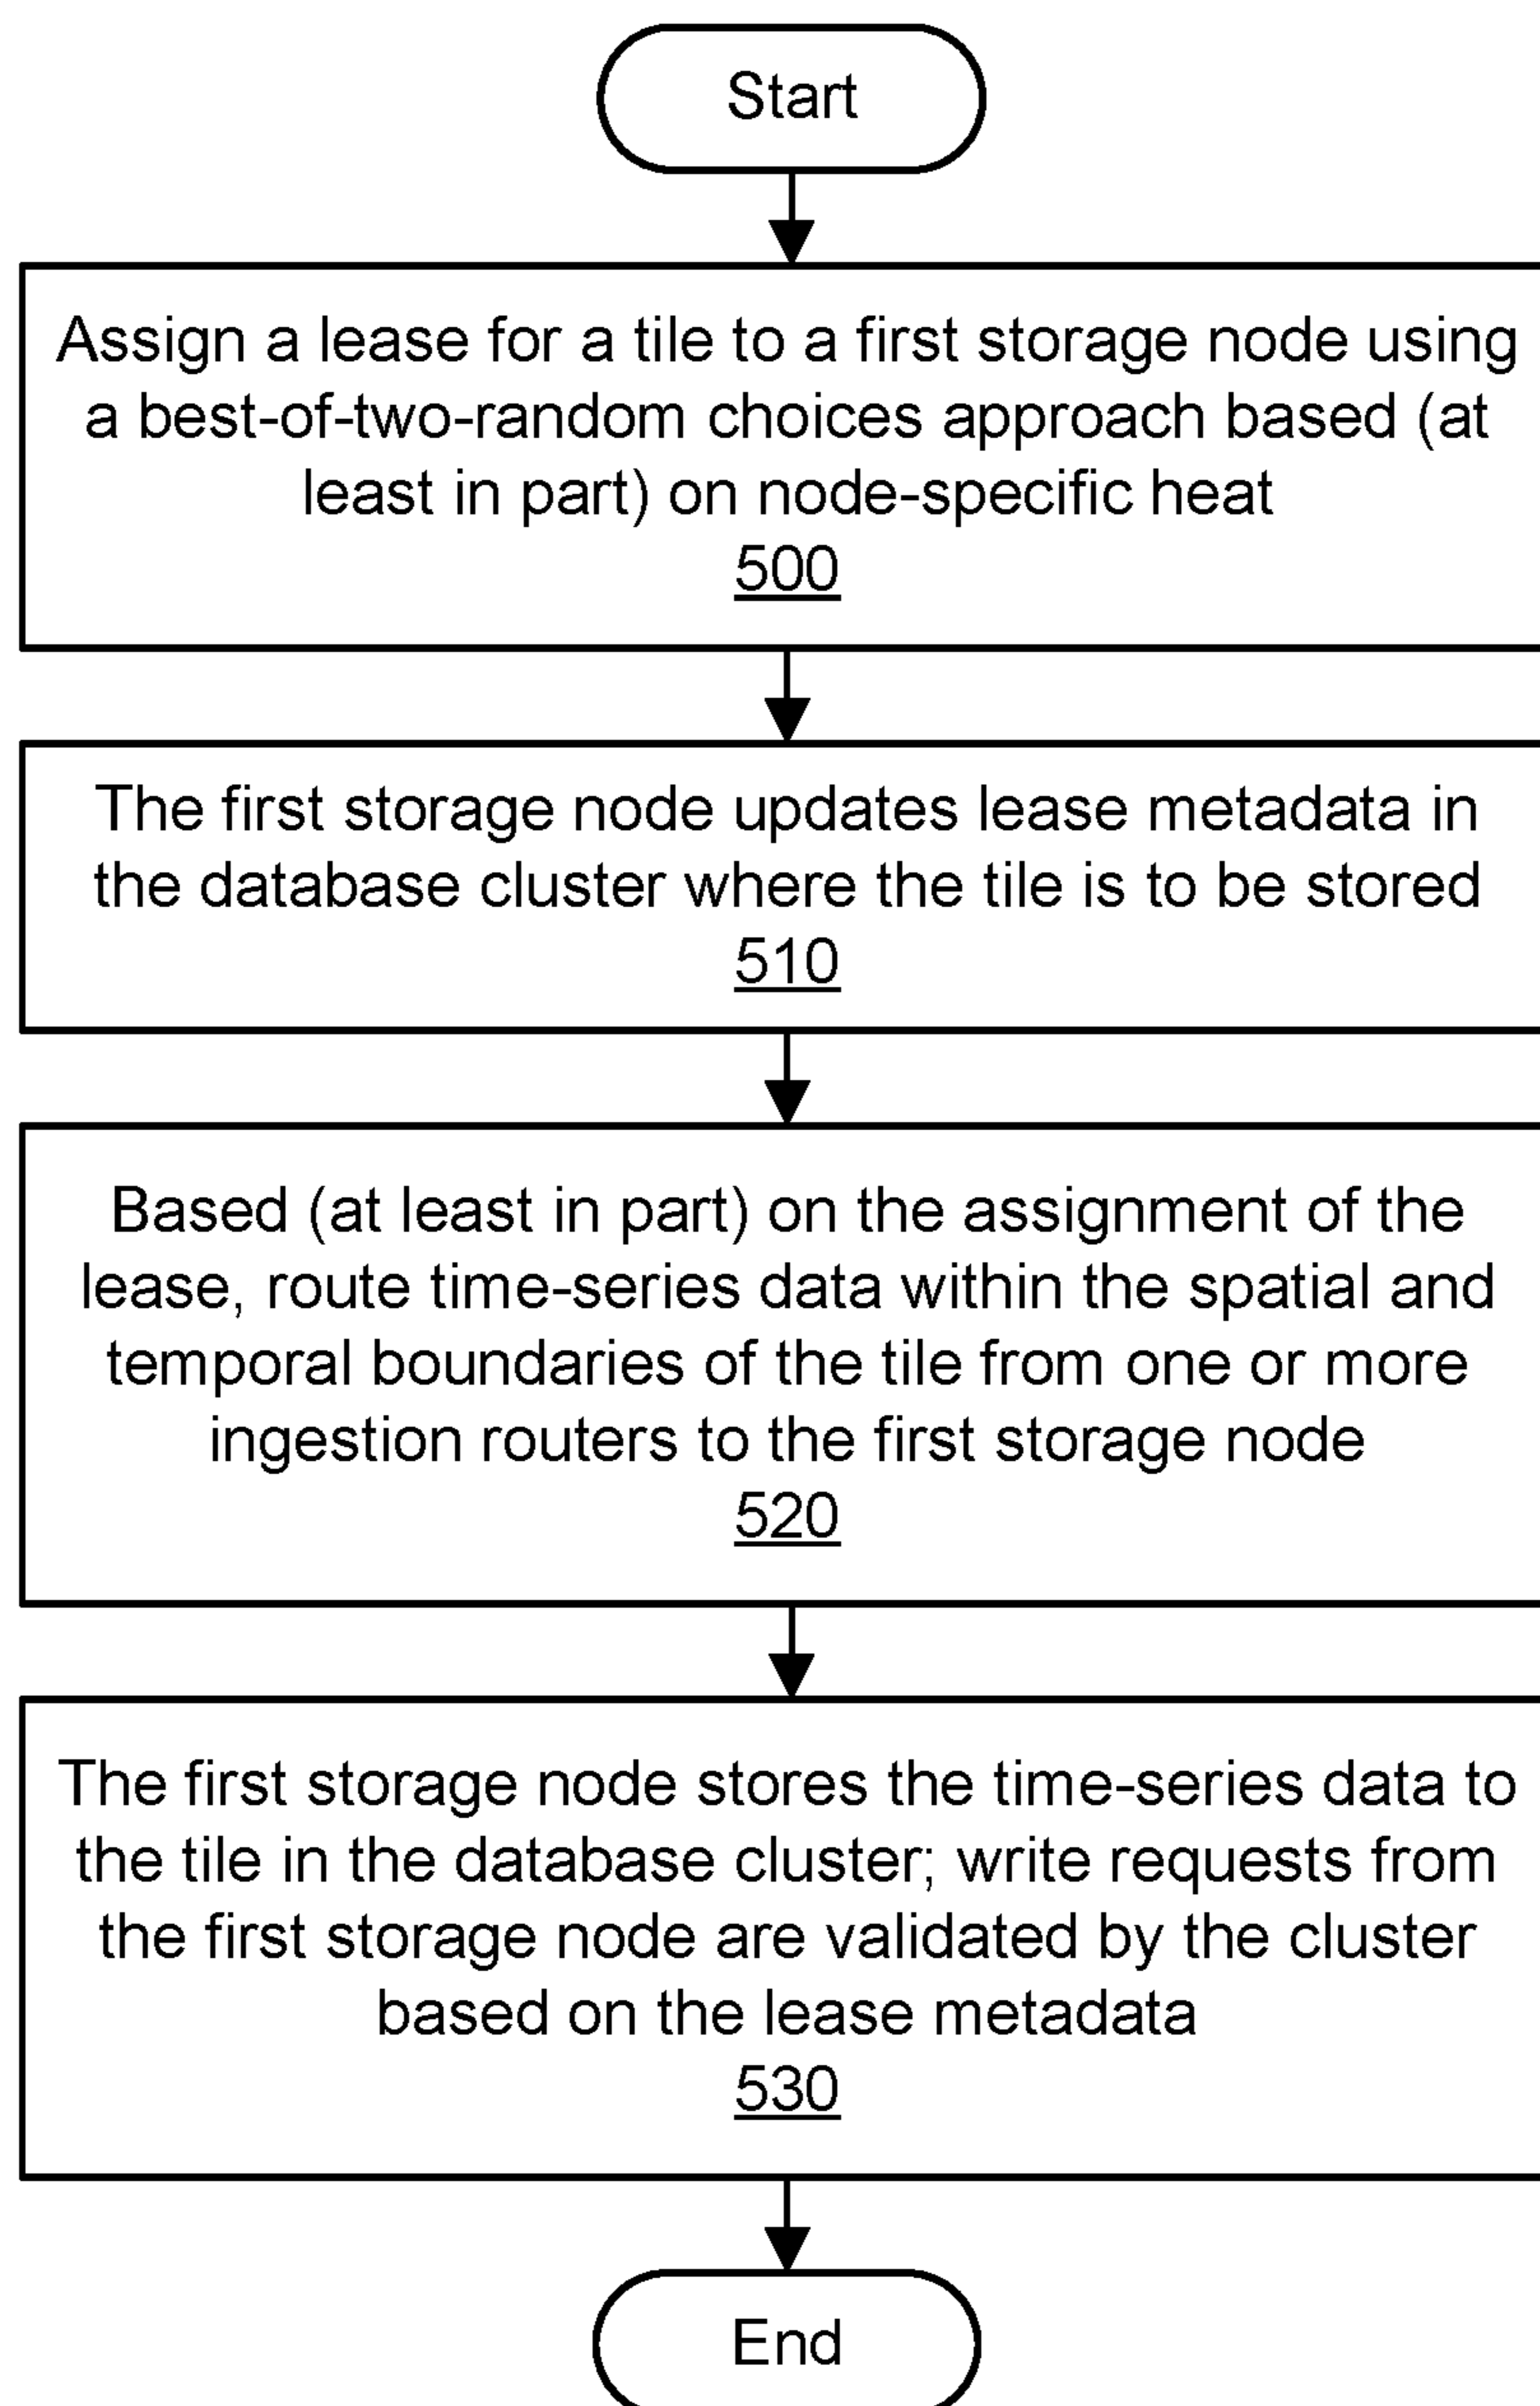 Start
Assign a lease for a tile to a first storage node using
a best-of-two-random choices approach based (at
least in part) on node-specific heat
500
The first storage node updates lease metadata in
the database cluster where the tile is to be stored
510
Based (at least in part) on the assignment of the
lease, route time-series data within the spatial and
temporal boundaries of the tile from one or more
ingestion routers to the first storage node
520
The first storage node stores the time-series data to
the tile in the database cluster; write requests from
the first storage node are validated by the cluster
based on the lease metadata
530
End